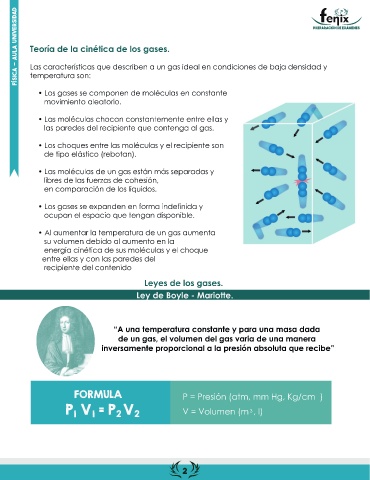 FÍSICA – AULA UNIVERSIDAD
fenix
PREPARACIÓN DE EXÁMENES
Teoría de la cinética de los gases.
Las características que describen a un gas ideal en condiciones de baja densidad y
temperatura son:
• Los gases se componen de moléculas en constante
movimiento aleatorio.
• Las moléculas chocan constantemente entre ellas y
las paredes del recipiente que contenga al gas.
• Los choques entre las moléculas y el recipiente son
de tipo elástico (rebotan).
• Las moléculas de un gas están más separadas y
libres de las fuerzas de cohesión,
en comparación de los líquidos.
• Los gases se expanden en forma indefinida y
ocupan el espacio que tengan disponible.
• Al aumentar la temperatura de un gas aumenta
su volumen debido al aumento en la
energía cinética de sus moléculas y el choque
entre ellas y con las paredes del
recipiente del contenido
Leyes de los gases.
Ley de Boyle - Mariotte.
"A una temperatura constante y para una masa dada
de un gas, el volumen del gas varia de una manera
inversamente proporcional a la presión absoluta que recibe"
FORMULA
P₁ V₁ = P₂ V₂
P = Presión (atm, mm Hg, Kg/cm )
V = Volumen (m³, l)
2